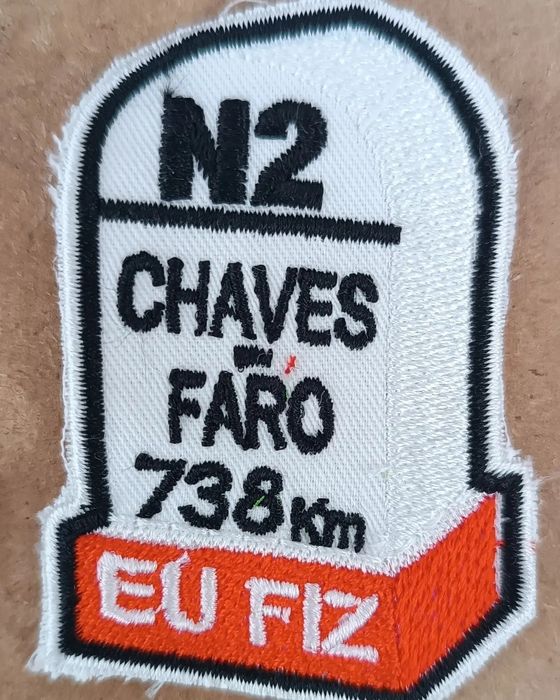 N2
CHAVES
-
FARO
738 Km
EU FIZ